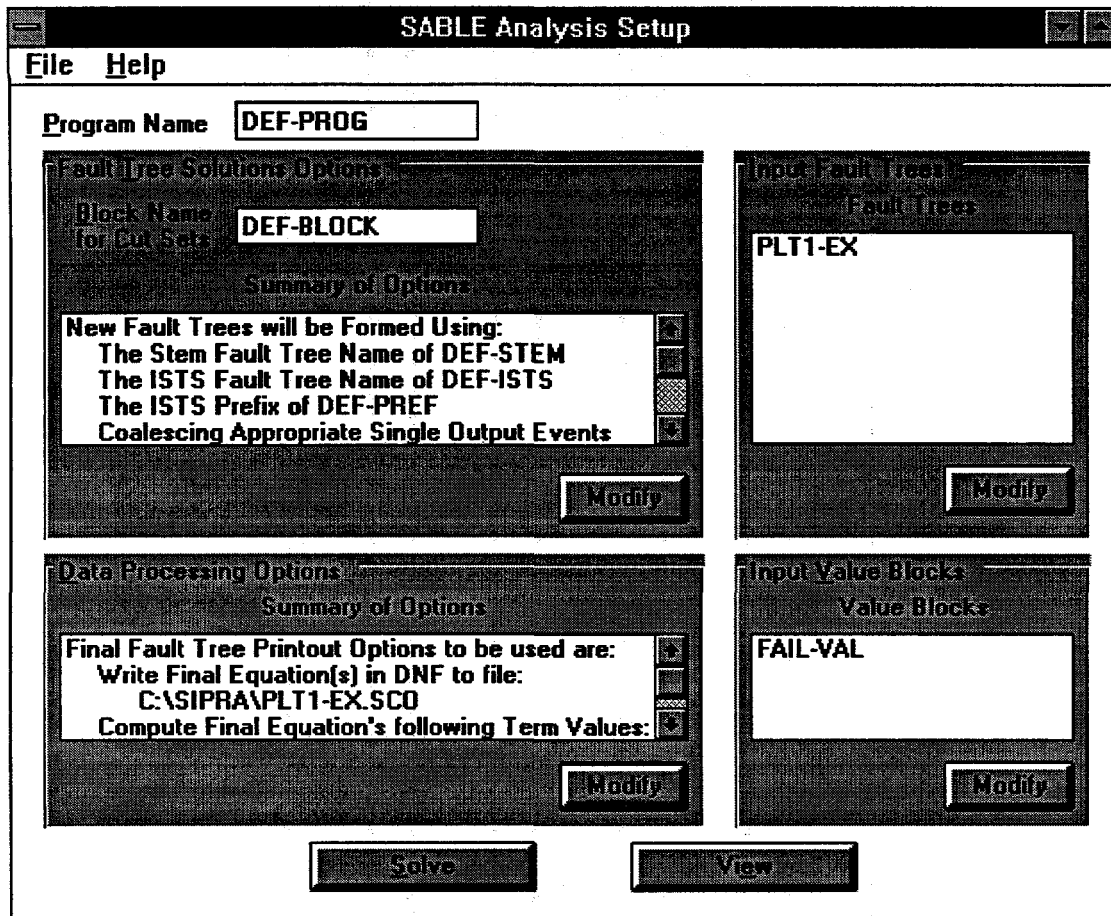 SABLE Analysis Setup
File Help
Program Name DEF-PROG
Fault Tree Solutions Options
Block Name
for Cut Sets
DEF-BLOCK
Summary of Options
New Fault Trees will be Formed Using:
The Stem Fault Tree Name of DEF-STEM
The ISTS Fault Tree Name of DEF-ISTS
The ISTS Prefix of DEF-PREF
Coalescing Appropriate Single Output Events
Modify
Input Fault Trees
Fault Trees
PLT1-EX
Modify
Data Processing Options
Summary of Options
Final Fault Tree Printout Options to be used are:
Write Final Equation(s) in DNF to file:
C:\SIPRA\PLT1-EX.SCO
Compute Final Equation's following Term Values:
Modify
Input Value Blocks
Value Blocks
FAIL-VAL
Modify
Solve
View